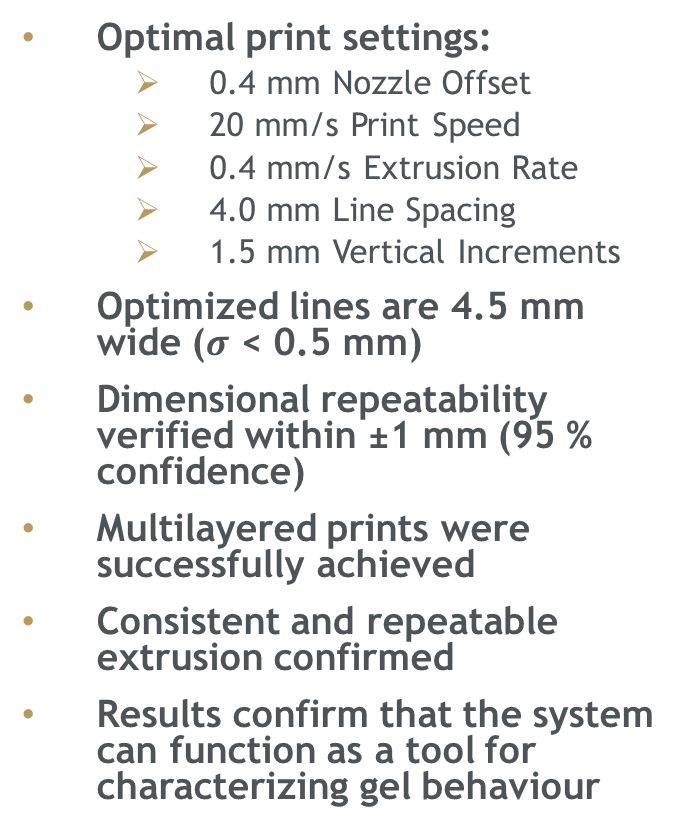 • Optimal print settings:
➢ 0.4 mm Nozzle Offset
➢ 20 mm/s Print Speed
➢ 0.4 mm/s Extrusion Rate
➢ 4.0 mm Line Spacing
➢ 1.5 mm Vertical Increments
• Optimized lines are 4.5 mm
wide (σ < 0.5 mm)
• Dimensional repeatability
verified within ±1 mm (95 %
confidence)
• Multilayered prints were
successfully achieved
• Consistent and repeatable
extrusion confirmed
• Results confirm that the system
can function as a tool for
characterizing gel behaviour